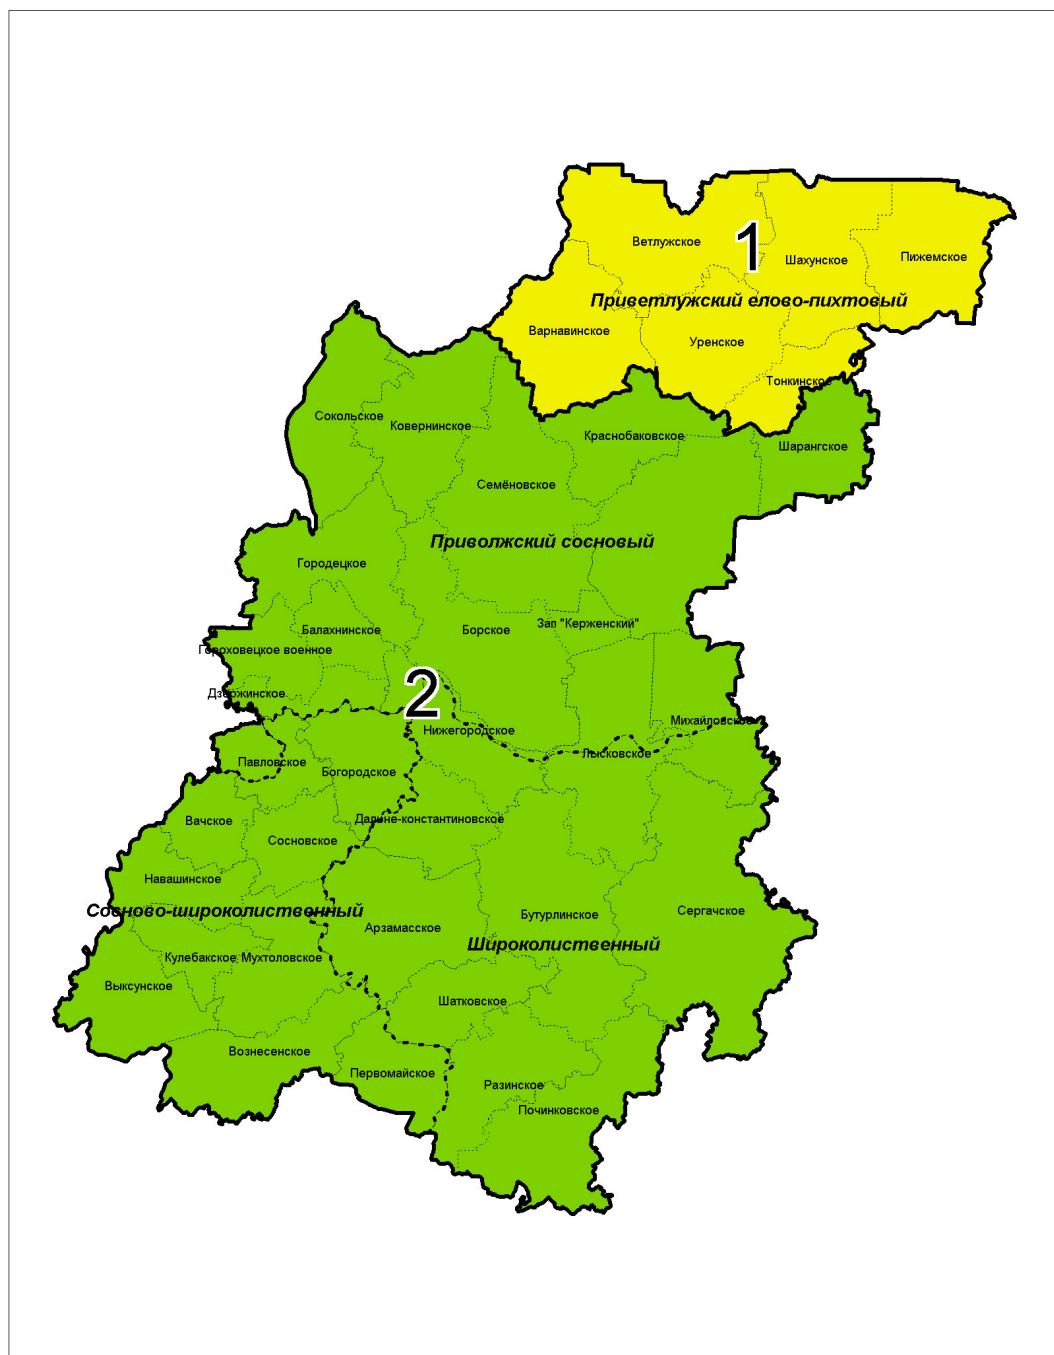 Ветлужское
1
Шахунское
Пижемское
Приветлужский елово-пихтовый
Варнавинское
Уренское
Тонкинское
Сокольское
Ковернинское
Краснобаковское
Шарангское
Семёновское
Приволжский сосновый
Городецкое
Балахнинское
Борское
Зап "Керженский"
Гороховецкое военное
Дзержинское
2
Нижегородское
Михайловское
Лысковское
Павловское
Богородское
Вачское
Дальне-константиновское
Сосновское
Навашинское
Сосново-широколиственный
Арзамасское
Бутурлинское
Сергачское
Широколиственный
Кулебакское
Мухтоловское
Выксунское
Шатковское
Вознесенское
Первомайское
Разинское
Починковское